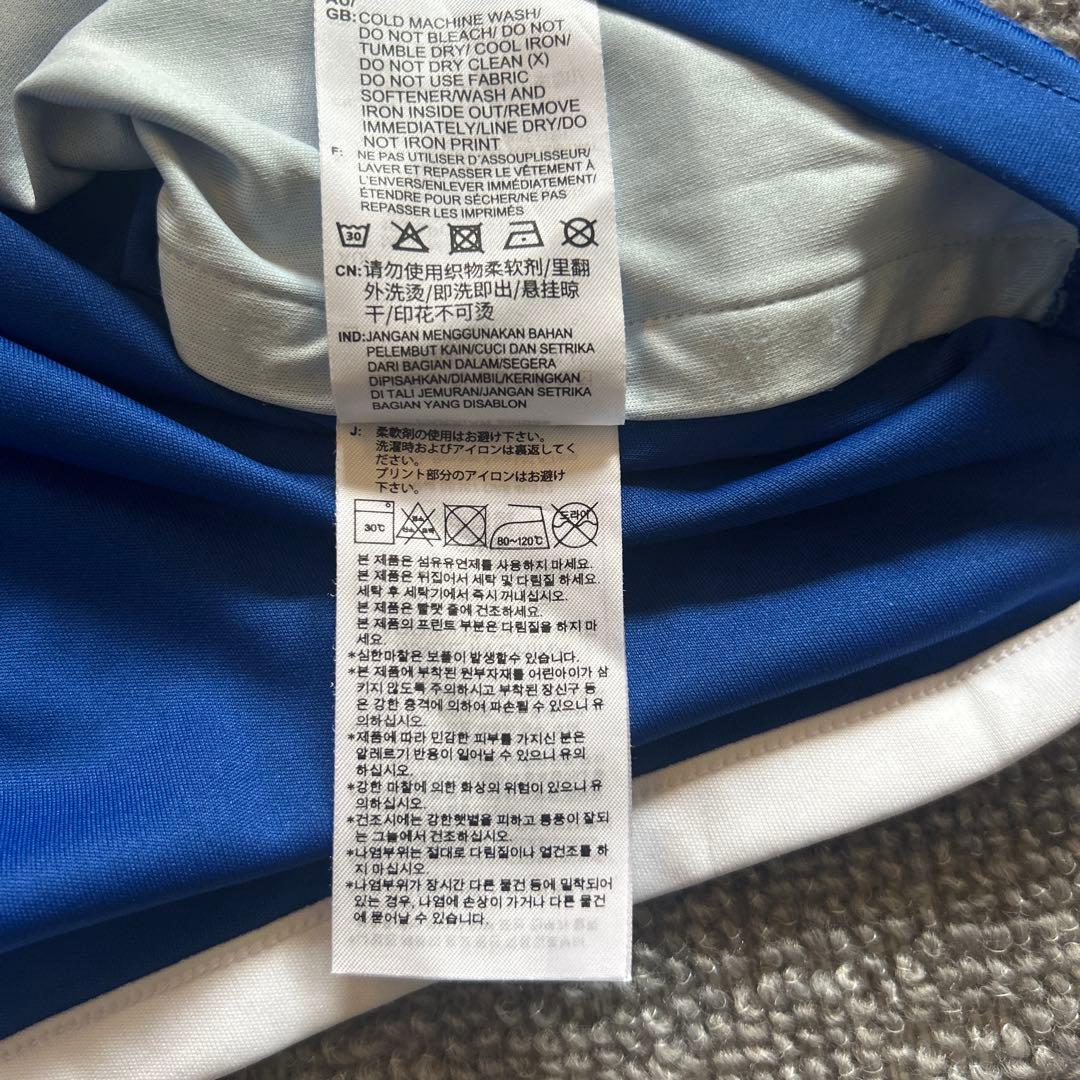 AU/
GB: COLD MACHINE WASH/
DO NOT BLEACH/ DO NOT
TUMBLE DRY/ COOL IRON/
DO NOT DRY CLEAN (X)
DO NOT USE FABRIC
SOFTENER/WASH AND
IRON INSIDE OUT/REMOVE
IMMEDIATELY/LINE DRY/DO
NOT IRON PRINT
F: NE PAS UTILISER D'ASSOUPLISSEUR/
LAVER ET REPASSER LE VÊTEMENT À
L'ENVERS/ENLEVER IMMÉDIATEMENT/
ÉTENDRE POUR SÉCHER/NE PAS
REPASSER LES IMPRIMÉS
30
CN: 请勿使用织物柔软剂/里翻
外洗烫/即洗即出/悬挂晾
干/印花不可烫
IND: JANGAN MENGGUNAKAN BAHAN
PELEMBUT KAIN/CUCI DAN SETRIKA
DARI BAGIAN DALAM/SEGERA
DIPISAHKAN/DIAMBIL/KERINGKAN
DI TALI JEMURAN/JANGAN SETRIKA
BAGIAN YANG DISABLON
J: 柔軟剤の使用はお避け下さい。
洗濯時およびアイロンは裏返してく
ださい。
プリント部分のアイロンはお避け
下さい。
30℃ 80~120℃ 드라이
본 제품은 섬유유연제를 사용하지 마세요.
본 제품은 뒤집어서 세탁 및 다림질 하세요
세탁 후 세탁기에서 즉시 꺼내십시오.
본 제품은 빨랫 줄에 건조하세요.
본 제품의 프린트 부분은 다림질을 하지 마
세요
*심한마찰은 보풀이 발생할수 있습니다.
*본 제품에 부착된 원부자재를 어린아이가 삼
키지 않도록 주의하시고 부착된 장신구 등
은 강한 충격에 의하여 파손될 수 있으니 유
의하십시오.
*제품에 따라 민감한 피부를 가지신 분은
알레르기 반응이 일어날 수 있으니 유의
하십시오.
*강한 마찰에 의한 화상의 위험이 있으니 유
의하십시오.
*건조시에는 강한햇볕을 피하고 통풍이 잘되
는 그늘에서 건조하십시오.
*나염부위는 절대로 다림질이나 열건조를 하
지 마십시오.
*나염부위가 장시간 다른 물건 등에 밀착되어
있는 경우, 나염에 손상이 가거나 다른 물건
에 묻어날 수 있습니다.